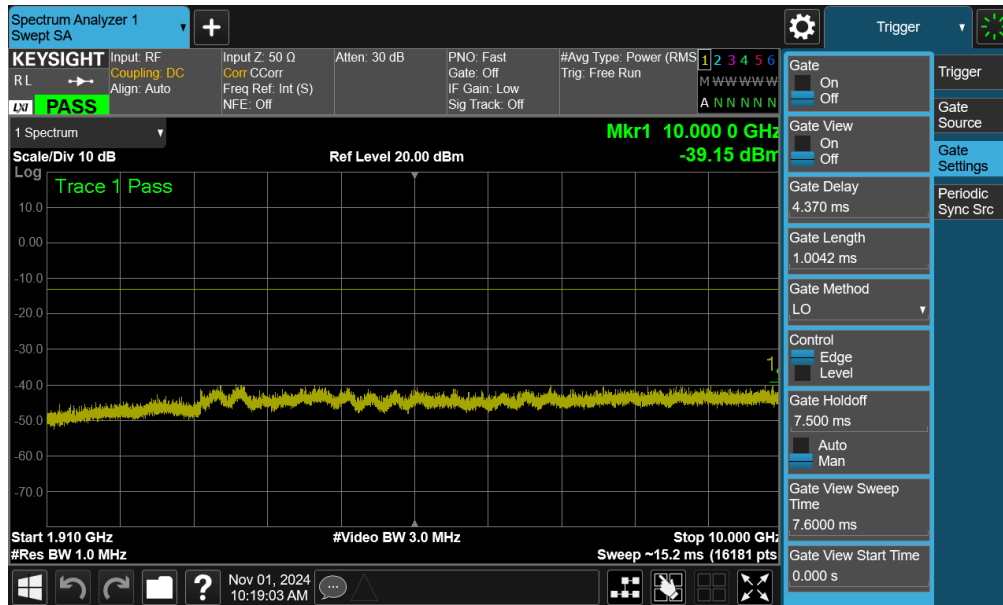 Spectrum Analyzer 1
Swept SA
+
Trigger
KEYSIGHT
R L
LXI PASS
Input: RF
Coupling: DC
Align: Auto
Input Z: 50 Ω
Corr CCorr
Freq Ref: Int (S)
NFE: Off
Atten: 30 dB
PNO: Fast
Gate: Off
IF Gain: Low
Sig Track: Off
#Avg Type: Power (RMS
Trig: Free Run
1 2 3 4 5 6
M W W W W W
A N N N N N
1 Spectrum
Mkr1 10.000 0 GHz
Scale/Div 10 dB
Ref Level 20.00 dBm
-39.15 dBm
Log
Trace 1 Pass
10.0
0.00
-10.0
-20.0
-30.0
1
-40.0
-50.0
-60.0
-70.0
Start 1.910 GHz
#Video BW 3.0 MHz
Stop 10.000 GHz
#Res BW 1.0 MHz
Sweep ~15.2 ms (16181 pts
Gate
On
Off
Gate View
On
Off
Gate Delay
4.370 ms
Gate Length
1.0042 ms
Gate Method
LO
Control
Edge
Level
Gate Holdoff
7.500 ms
Auto
Man
Gate View Sweep
Time
7.6000 ms
Gate View Start Time
0.000 s
Trigger
Gate
Source
Gate
Settings
Periodic
Sync Src
?
Nov 01, 2024
10:19:03 AM